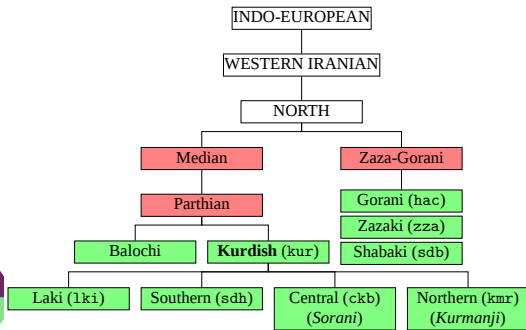 INDO-EUROPEAN
WESTERN IRANIAN
NORTH
Median
Zaza-Gorani
Parthian
Gorani (hac)
Zazaki (zza)
Balochi
Kurdish (kur)
Shabaki (sdb)
Laki (lki)
Southern (sdh)
Central (ckb)
(Sorani)
Northern (kmr)
(Kurmanji)